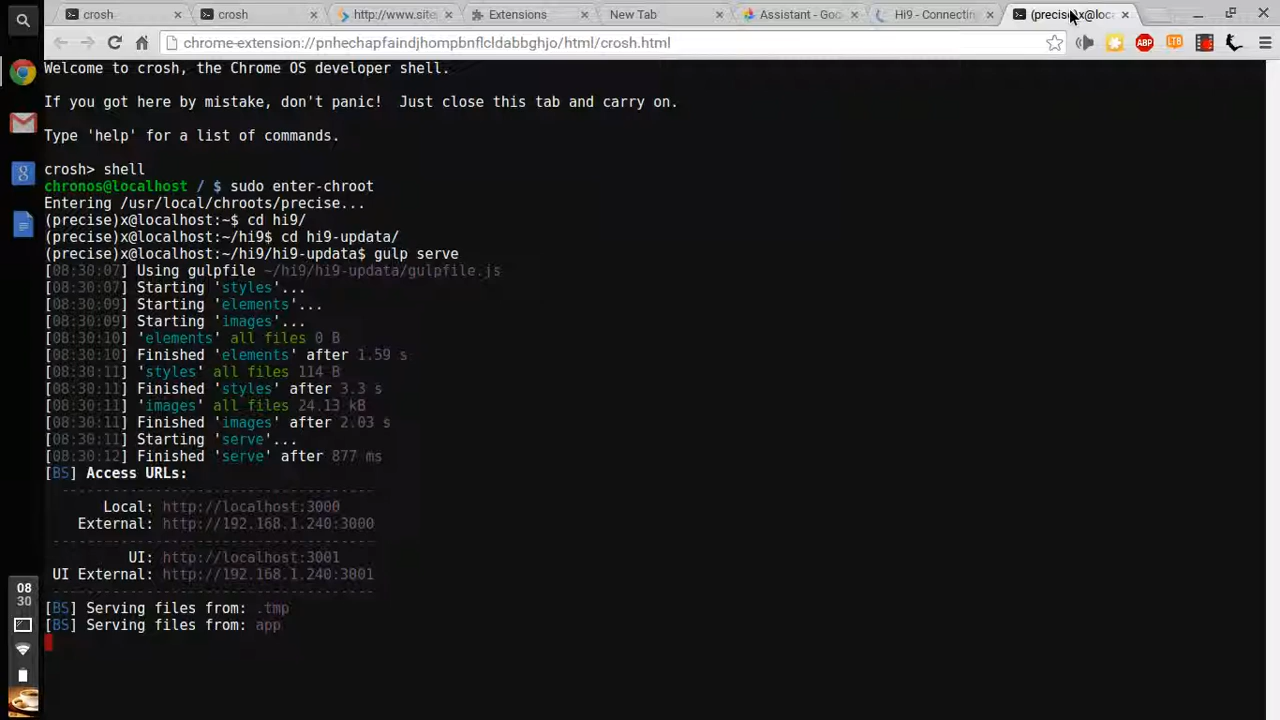 crosh
crosh
http://www.site
Extensions
New Tab
Assistant - Goo
Hi9 - Connectin
(precise)x@loc
chrome-extension://pnhechapfaindjhompbnflcldabbghjo/html/crosh.html
ABP
LTB
Welcome to crosh, the Chrome OS developer shell.
If you got here by mistake, don't panic!  Just close this tab and carry on.
Type 'help' for a list of commands.
crosh> shell
chronos@localhost / $ sudo enter-chroot
Entering /usr/local/chroots/precise...
(precise)x@localhost:~$ cd hi9/
(precise)x@localhost:~/hi9$ cd hi9-updata/
(precise)x@localhost:~/hi9/hi9-updata$ gulp serve
[08:30:07] Using gulpfile ~/hi9/hi9-updata/gulpfile.js
[08:30:07] Starting 'styles'...
[08:30:09] Starting 'elements'...
[08:30:09] Starting 'images'...
[08:30:10] 'elements' all files 0 B
[08:30:10] Finished 'elements' after 1.59 s
[08:30:11] 'styles' all files 114 B
[08:30:11] Finished 'styles' after 3.3 s
[08:30:11] 'images' all files 24.13 kB
[08:30:11] Finished 'images' after 2.03 s
[08:30:11] Starting 'serve'...
[08:30:12] Finished 'serve' after 877 ms
[BS] Access URLs:
--------------------------------------
Local: http://localhost:3000
External: http://192.168.1.240:3000
--------------------------------------
UI: http://localhost:3001
UI External: http://192.168.1.240:3001
--------------------------------------
[BS] Serving files from: .tmp
[BS] Serving files from: app
08
30